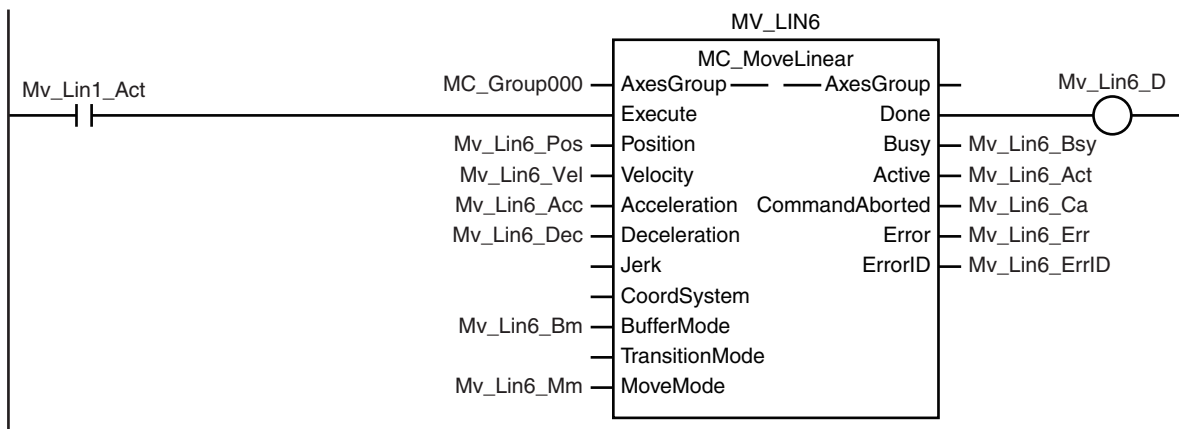 MV_LIN6
MC_MoveLinear
Mv_Lin1_Act
MC_Group000 AxesGroup AxesGroup Mv_Lin6_D
Execute Done
Mv_Lin6_Pos Position Busy Mv_Lin6_Bsy
Mv_Lin6_Vel Velocity Active Mv_Lin6_Act
Mv_Lin6_Acc Acceleration CommandAborted Mv_Lin6_Ca
Mv_Lin6_Dec Deceleration Error Mv_Lin6_Err
Jerk ErrorID Mv_Lin6_ErrID
CoordSystem
Mv_Lin6_Bm BufferMode
TransitionMode
Mv_Lin6_Mm MoveMode